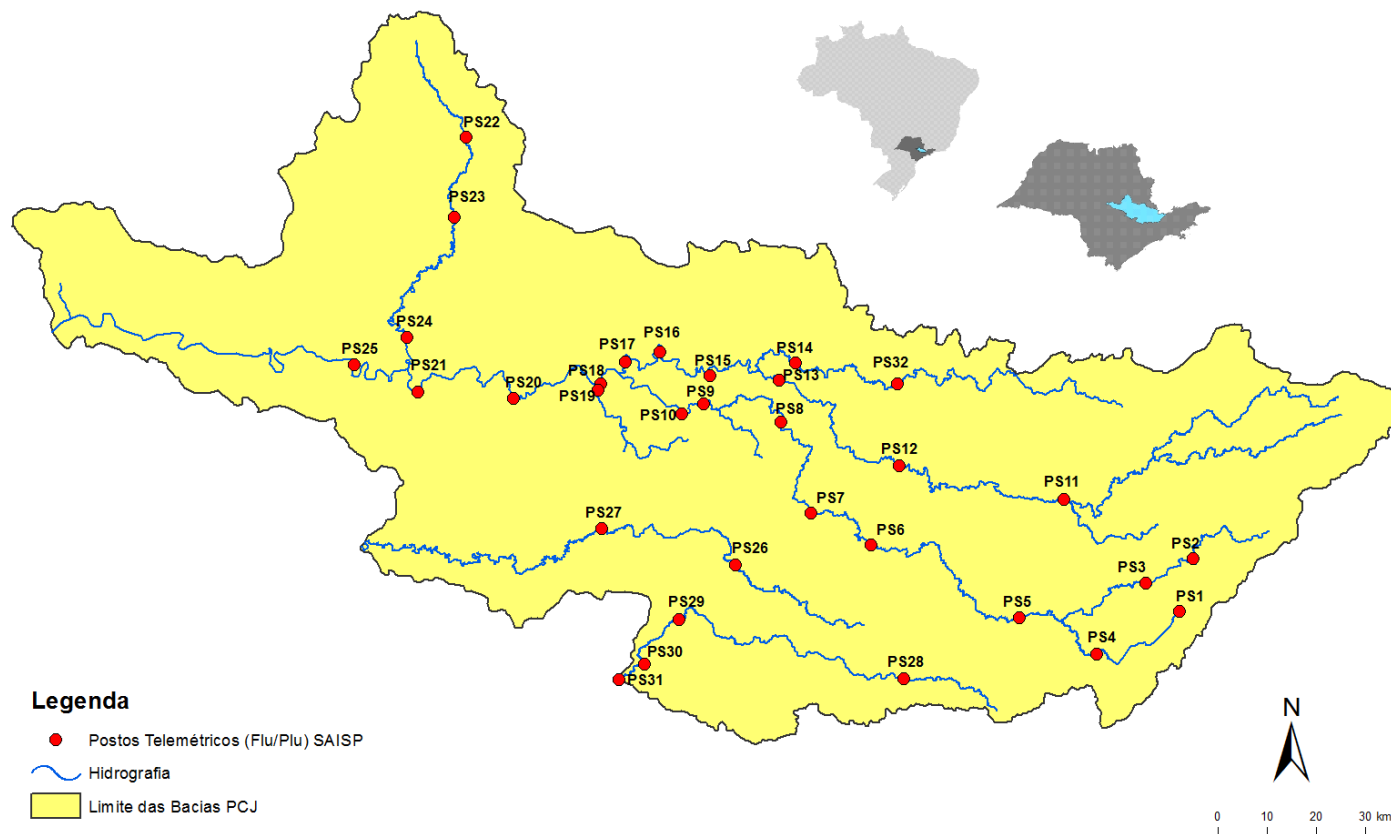 PS22
PS23
PS24
PS25
PS21
PS20
PS18
PS19
PS17
PS16
PS15
PS14
PS13
PS32
PS9
PS10
PS8
PS12
PS11
PS7
PS6
PS27
PS26
PS2
PS3
PS1
PS5
PS4
PS29
PS30
PS31
PS28
Legenda
Postos Telemétricos (Flu/Plu) SAISP
Hidrografia
Limite das Bacias PCJ
N
0 10 20 30 km